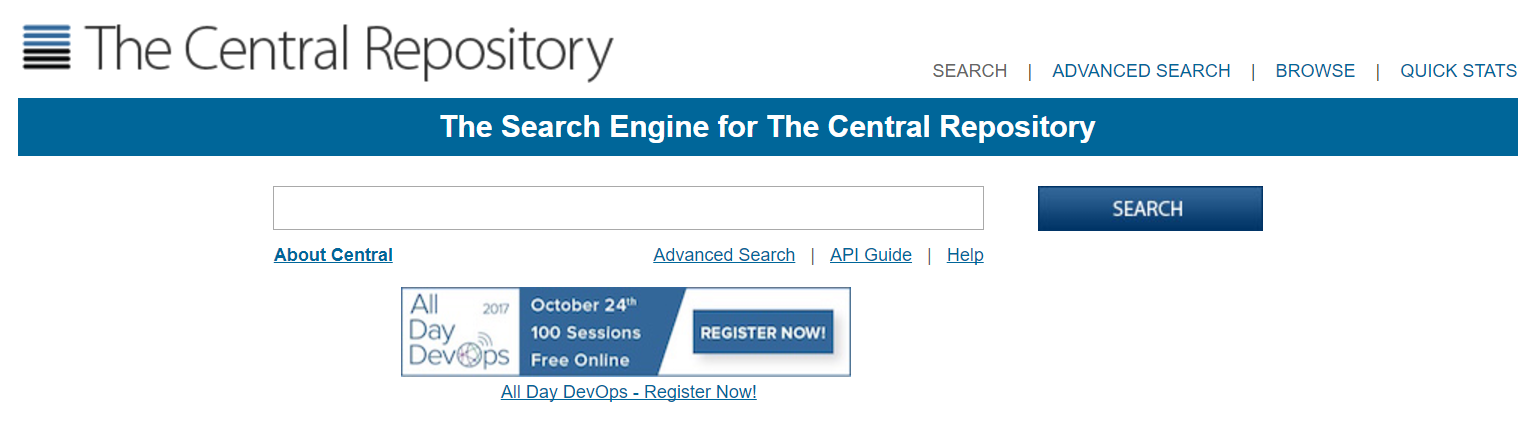 The Central Repository
SEARCH | ADVANCED SEARCH | BROWSE | QUICK STATS
The Search Engine for The Central Repository
SEARCH
About Central
Advanced Search | API Guide | Help
All Day DevOps 2017
October 24th
100 Sessions
Free Online
REGISTER NOW!
All Day DevOps - Register Now!